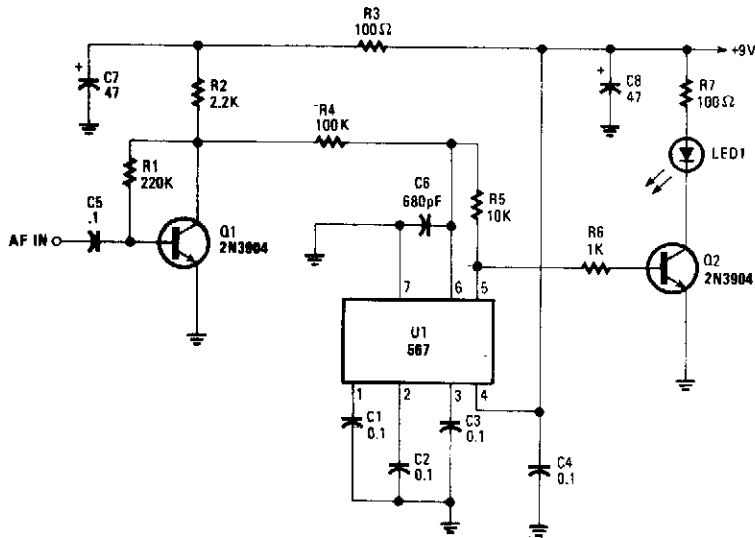 R3
100Ω
+9V
+
C7
47
R2
2.2K
+
C8
47
R7
100Ω
R4
100K
LED1
R1
220K
C6
680pF
R5
10K
C5
.1
AF IN
Q1
2N3904
R6
1K
Q2
2N3904
7
6
5
U1
567
1
2
3
4
C1
0.1
C2
0.1
C3
0.1
C4
0.1